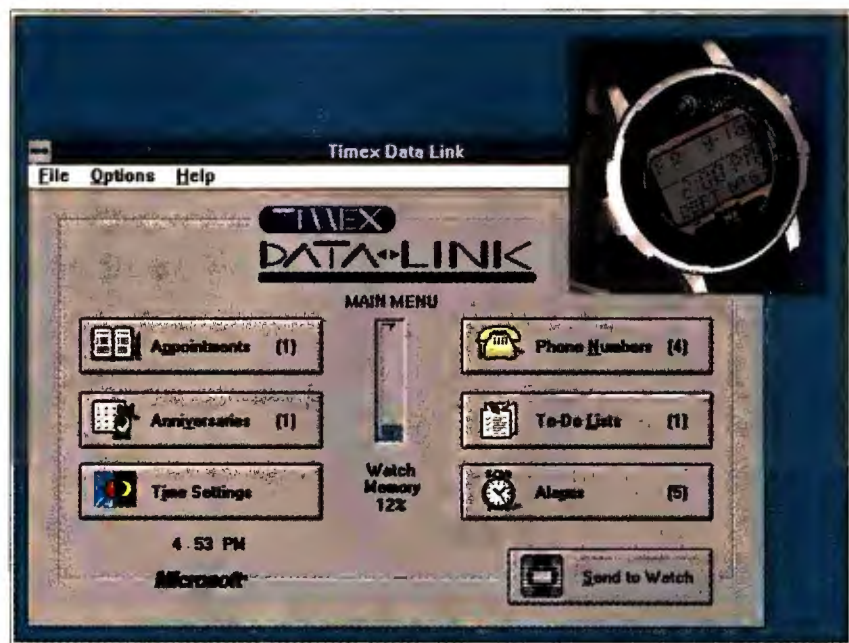 Timex Data Link
File Options Help
TIMEX
DATA LINK
MAIN MENU
Appointments (1)
Phone Numbers (4)
Anniversaries (1)
To-Do Lists (1)
Time Settings
Watch
Memory
12%
Alarms (5)
4:53 PM
Microsoft
Send to Watch